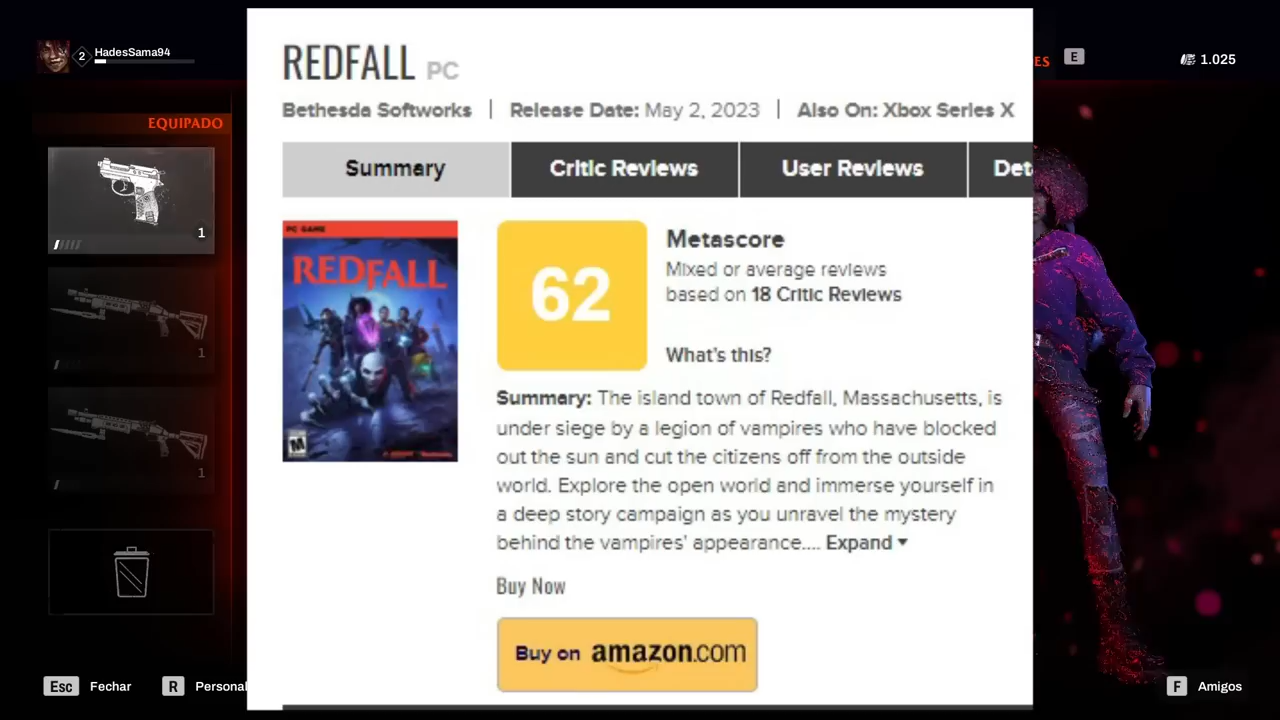 HadesSama94
2
ES
E
1.025
EQUIPADO
1
1
1
Esc Fechar
R Personal
F Amigos
REDFALL PC
Bethesda Softworks | Release Date: May 2, 2023 | Also On: Xbox Series X
Summary
Critic Reviews
User Reviews
Det
PC GAME
REDFALL
M
62
Metascore
Mixed or average reviews
based on 18 Critic Reviews
What's this?
Summary: The island town of Redfall, Massachusetts, is
under siege by a legion of vampires who have blocked
out the sun and cut the citizens off from the outside
world. Explore the open world and immerse yourself in
a deep story campaign as you unravel the mystery
behind the vampires' appearance.... Expand
Buy Now
Buy on amazon.com